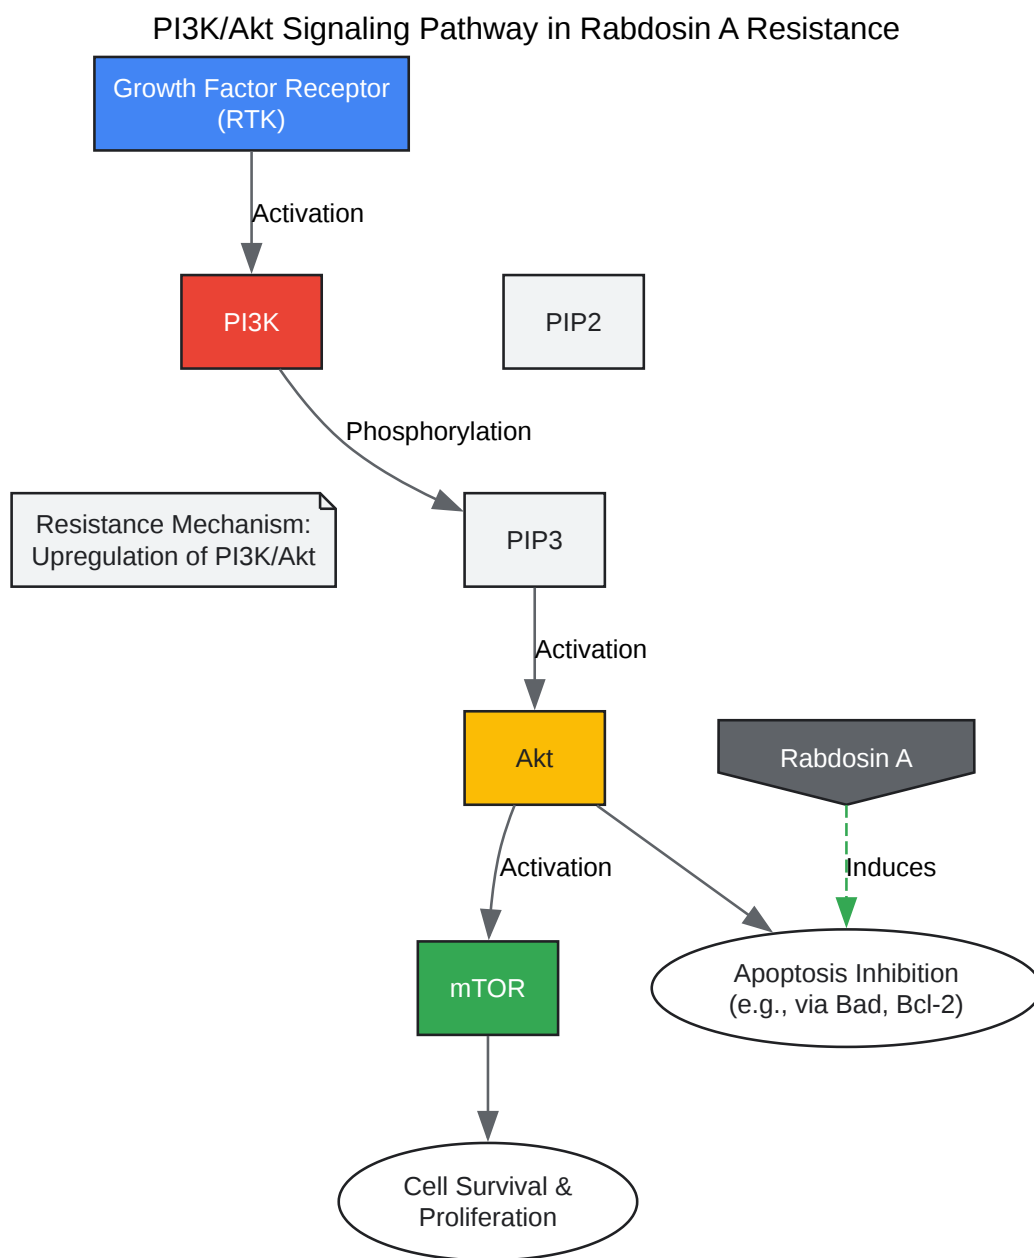 PI3K/Akt Signaling Pathway in Rabdosin A Resistance
Growth Factor Receptor
(RTK)
Activation
PI3K
PIP2
Phosphorylation
Resistance Mechanism:
Upregulation of PI3K/Akt
PIP3
Activation
Akt
Rabdosin A
Activation
Induces
mTOR
Apoptosis Inhibition
(e.g., via Bad, Bcl-2)
Cell Survival &
Proliferation